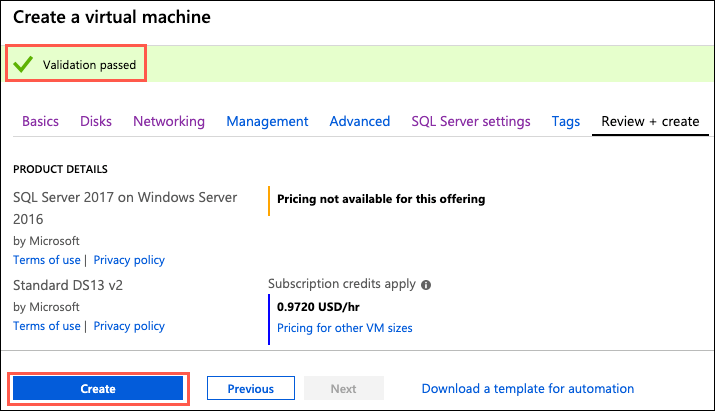 Create a virtual machine
Validation passed
Basics Disks Networking Management Advanced SQL Server settings Tags Review + create
PRODUCT DETAILS
SQL Server 2017 on Windows Server
2016
by Microsoft
Terms of use | Privacy policy
Pricing not available for this offering
Standard DS13 v2
by Microsoft
Terms of use | Privacy policy
Subscription credits apply
0.9720 USD/hr
Pricing for other VM sizes
Create Previous Next Download a template for automation